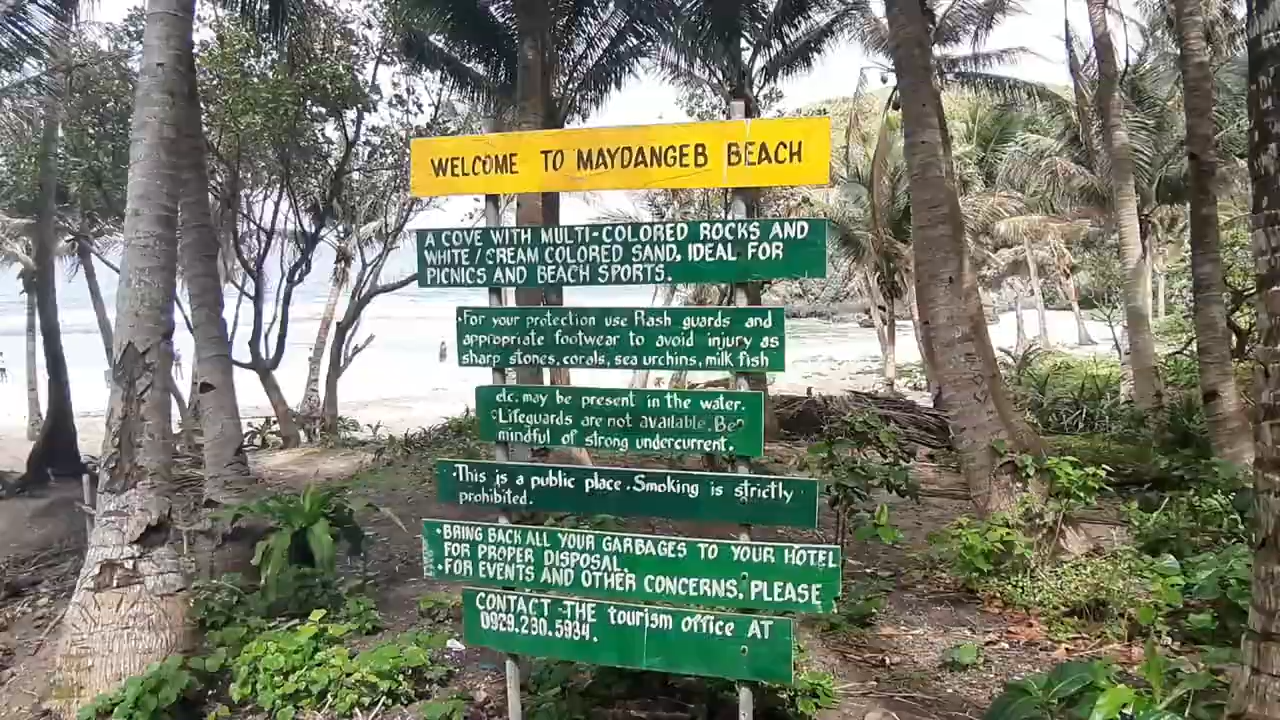 WELCOME TO MAYDANGEB BEACH
A COVE WITH MULTI-COLORED ROCKS AND
WHITE / CREAM COLORED SAND, IDEAL FOR
PICNICS AND BEACH SPORTS.
•For your protection use Rash guards and
appropriate footwear to avoid injury as
sharp stones, corals, sea urchins, milk fish
etc. may be present in the water.
•Lifeguards are not available. Be
mindful of strong undercurrent.
•This is a public place. Smoking is strictly
prohibited.
•BRING BACK ALL YOUR GARBAGES TO YOUR HOTEL
FOR PROPER DISPOSAL.
•FOR EVENTS AND OTHER CONCERNS, PLEASE
CONTACT THE tourism office AT
0929.230.5934.